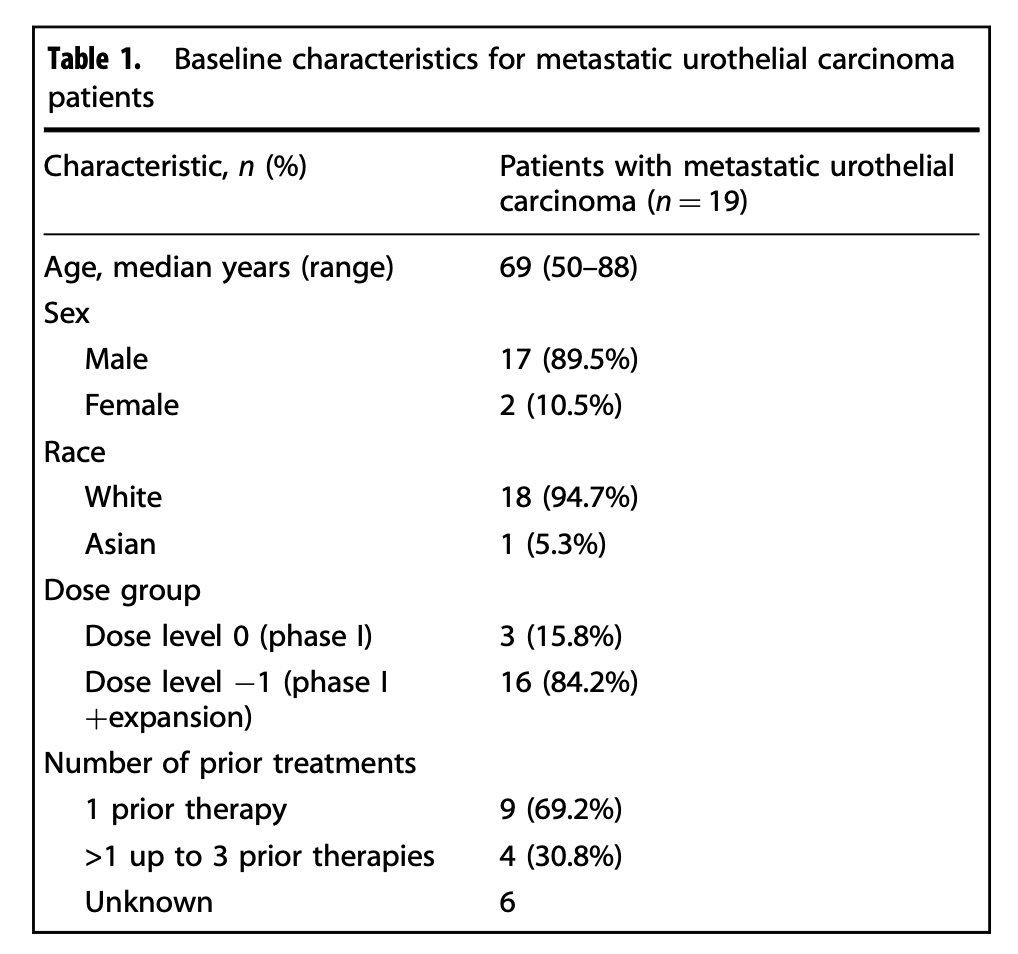 Table 1. Baseline characteristics for metastatic urothelial carcinoma
patients
Characteristic, n (%) Patients with metastatic urothelial
carcinoma (n = 19)
Age, median years (range) 69 (50–88)
Sex
Male 17 (89.5%)
Female 2 (10.5%)
Race
White 18 (94.7%)
Asian 1 (5.3%)
Dose group
Dose level 0 (phase I) 3 (15.8%)
Dose level −1 (phase I 16 (84.2%)
+expansion)
Number of prior treatments
1 prior therapy 9 (69.2%)
>1 up to 3 prior therapies 4 (30.8%)
Unknown 6